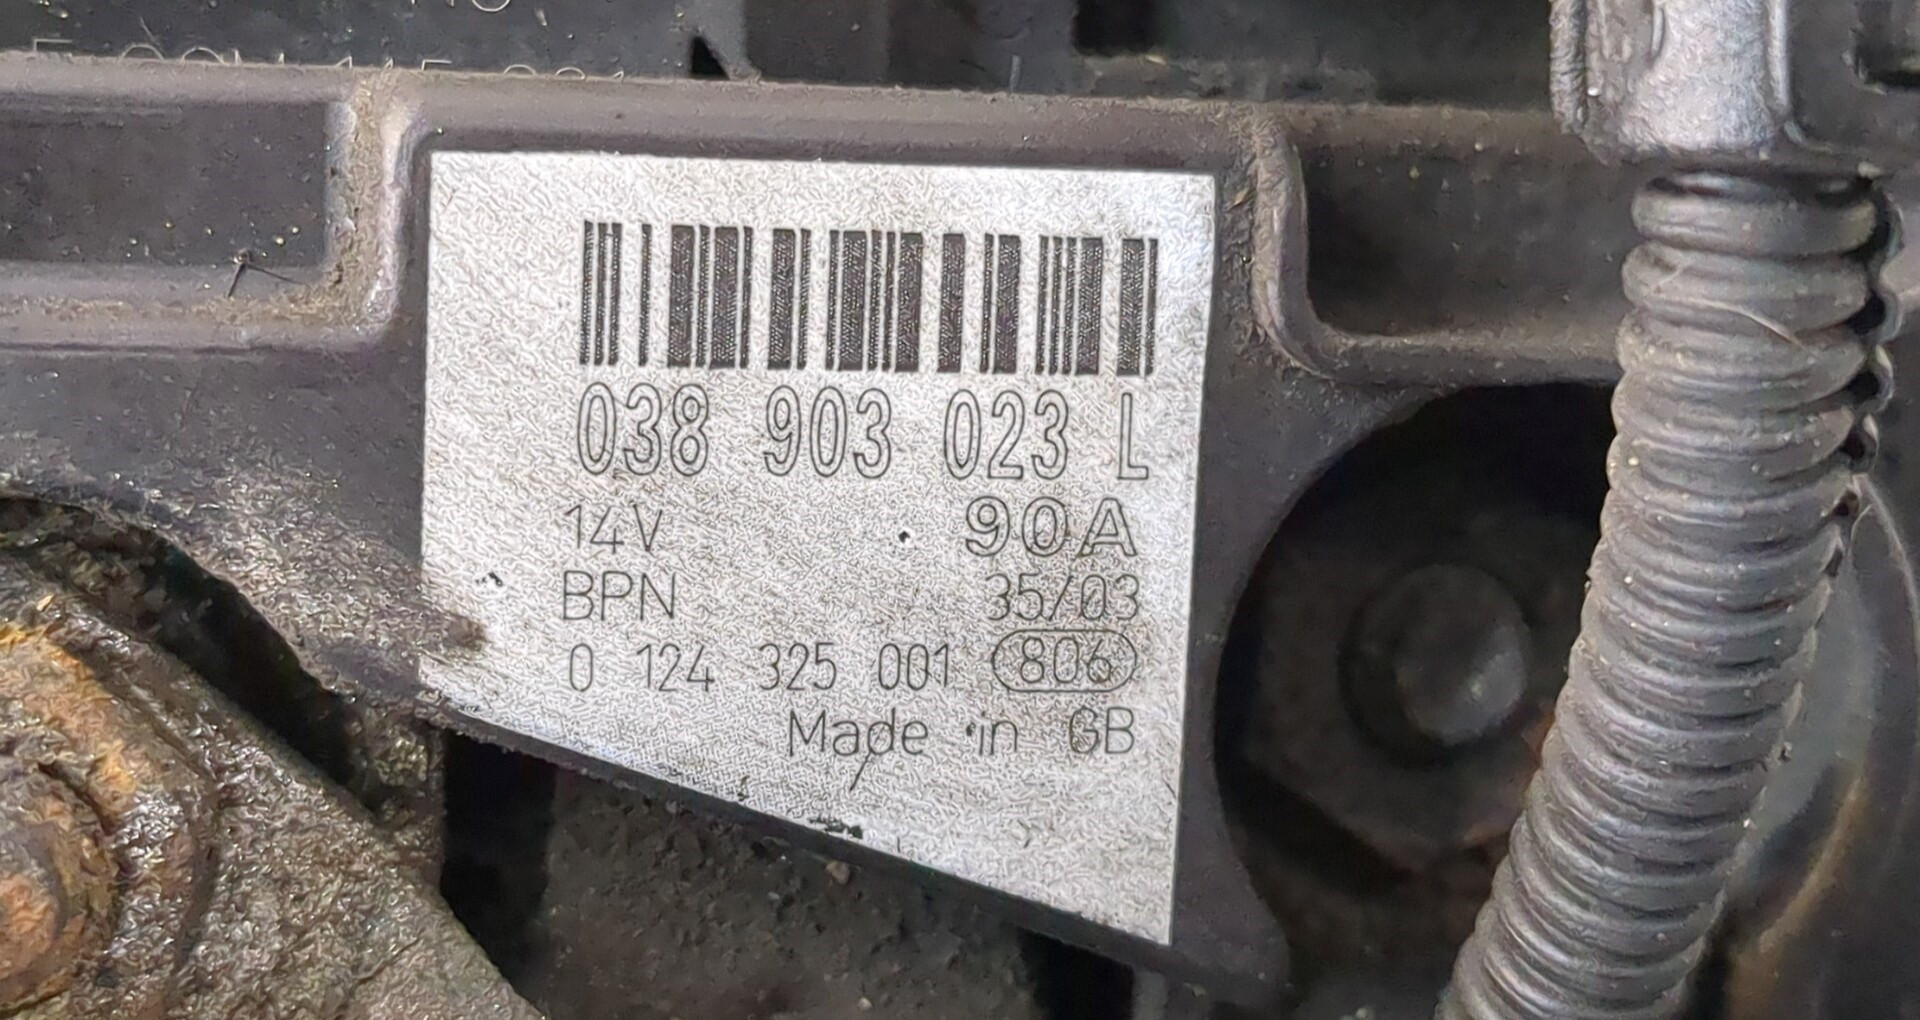 038 903 023 L
14V 90A
BPN 35/03
0 124 325 001 806
Made in GB